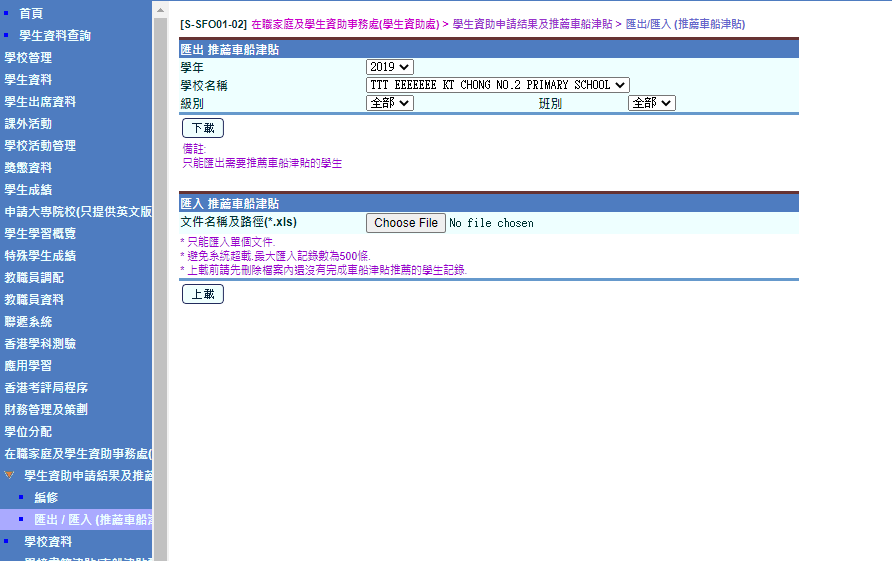 首頁
學生資料查詢
學校管理
學生資料
學生出席資料
課外活動
學校活動管理
獎懲資料
學生成績
申請大專院校(只提供英文版
學生學習概覽
特殊學生成績
教職員調配
教職員資料
聯遞系統
香港學科測驗
應用學習
香港考評局程序
財務管理及策劃
學位分配
在職家庭及學生資助事務處(
學生資助申請結果及推薦
編修
匯出 / 匯入 (推薦車船津
學校資料
[S-SFO01-02] 在職家庭及學生資助事務處(學生資助處) > 學生資助申請結果及推薦車船津貼 > 匯出/匯入 (推薦車船津貼)
匯出 推薦車船津貼
學年 2019
學校名稱 TTT EEEEEEE KT CHONG NO.2 PRIMARY SCHOOL
級別 全部 班別 全部
下載
備註:
只能匯出需要推薦車船津貼的學生
匯入 推薦車船津貼
文件名稱及路徑(*.xls) Choose File No file chosen
* 只能匯入單個文件.
* 避免系統超載,最大匯入記錄數為500條.
* 上載前請先刪除檔案內還沒有完成車船津貼推薦的學生記錄.
上載